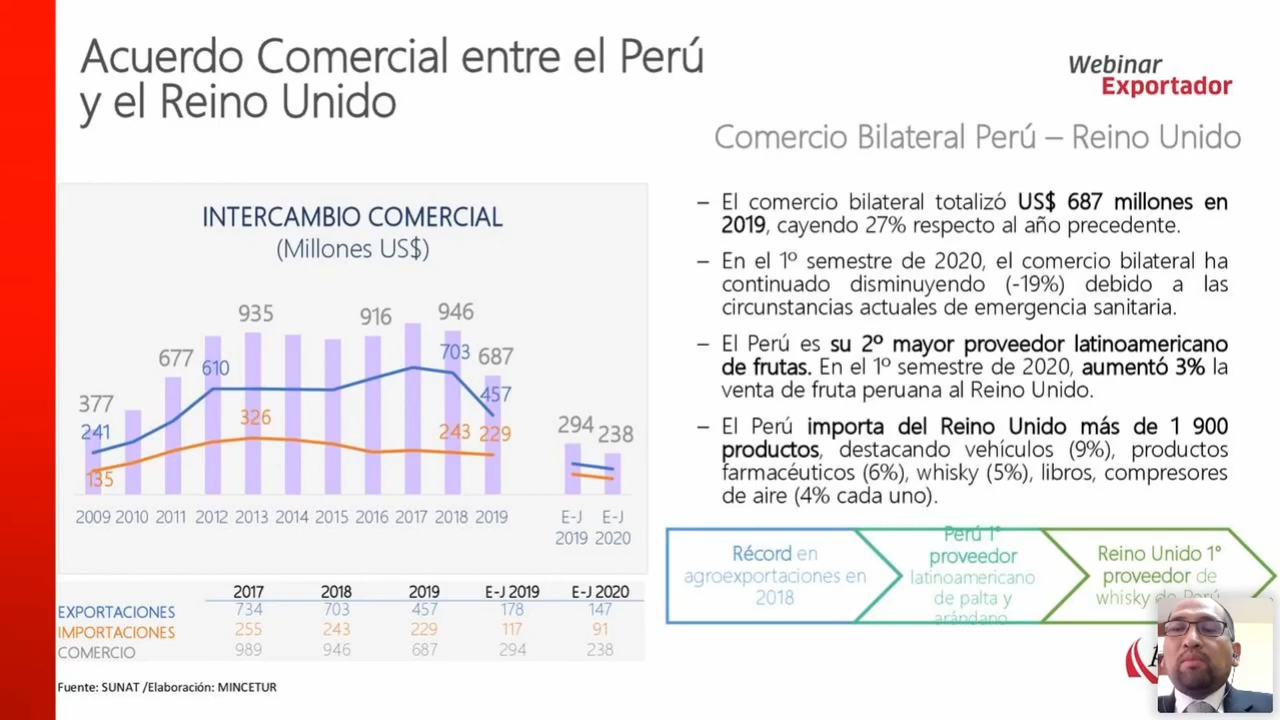 Acuerdo Comercial entre el Perú
y el Reino Unido
Webinar
Exportador
Comercio Bilateral Perú – Reino Unido
INTERCAMBIO COMERCIAL
(Millones US$)
935
916
946
677
703
687
610
377
457
241
326
243
229
294
238
135
2009 2010 2011 2012 2013 2014 2015 2016 2017 2018 2019 E-J E-J
2019 2020
2017 2018 2019 E-J 2019 E-J 2020
EXPORTACIONES 734 703 457 178 147
IMPORTACIONES 255 243 229 117 91
COMERCIO 989 946 687 294 238
Fuente: SUNAT /Elaboración: MINCETUR
– El comercio bilateral totalizó US$ 687 millones en
2019, cayendo 27% respecto al año precedente.
– En el 1º semestre de 2020, el comercio bilateral ha
continuado disminuyendo (-19%) debido a las
circunstancias actuales de emergencia sanitaria.
– El Perú es su 2º mayor proveedor latinoamericano
de frutas. En el 1º semestre de 2020, aumentó 3% la
venta de fruta peruana al Reino Unido.
– El Perú importa del Reino Unido más de 1 900
productos, destacando vehículos (9%), productos
farmacéuticos (6%), whisky (5%), libros, compresores
de aire (4% cada uno).
Récord en
agroexportaciones en
2018
Perú 1°
proveedor
latinoamericano
de palta y
arándano
Reino Unido 1°
proveedor de
whisky de Perú